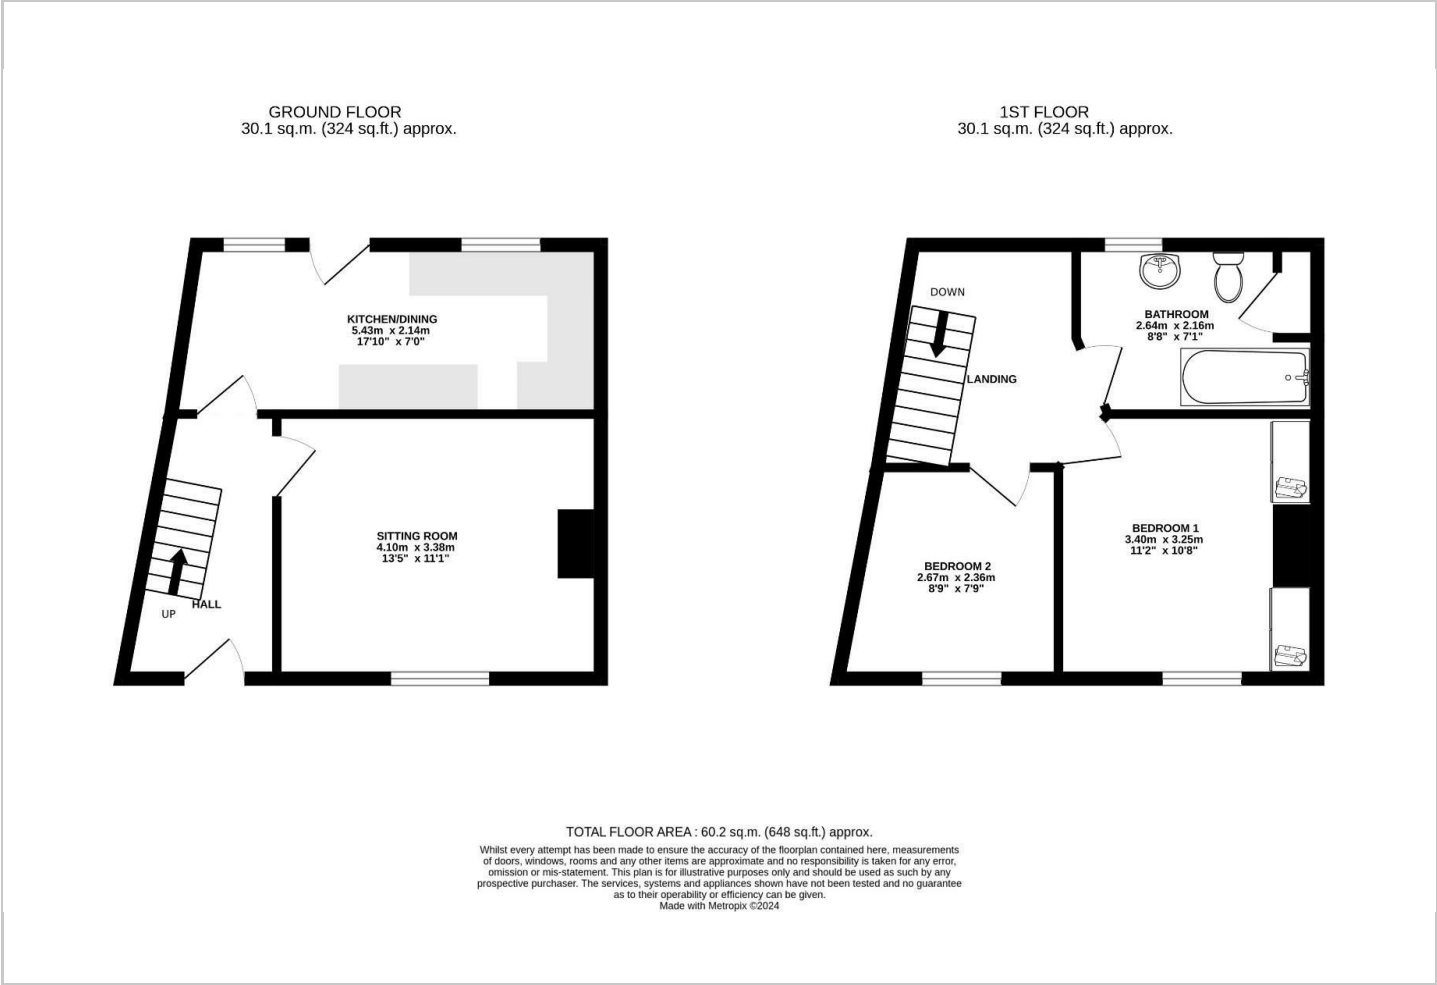 GROUND FLOOR
30.1 sq.m. (324 sq.ft.) approx.
KITCHEN/DINING
5.43m x 2.14m
17'10" x 7'0"
SITTING ROOM
4.10m x 3.38m
13'5" x 11'1"
HALL
UP
1ST FLOOR
30.1 sq.m. (324 sq.ft.) approx.
DOWN
LANDING
BATHROOM
2.64m x 2.16m
8'8" x 7'1"
BEDROOM 1
3.40m x 3.25m
11'2" x 10'8"
BEDROOM 2
2.67m x 2.36m
8'9" x 7'9"
TOTAL FLOOR AREA : 60.2 sq.m. (648 sq.ft.) approx.
Whilst every attempt has been made to ensure the accuracy of the floorplan contained here, measurements
of doors, windows, rooms and any other items are approximate and no responsibility is taken for any error,
omission or mis-statement. This plan is for illustrative purposes only and should be used as such by any
prospective purchaser. The services, systems and appliances shown have not been tested and no guarantee
as to their operability or efficiency can be given.
Made with Metropix ©2024